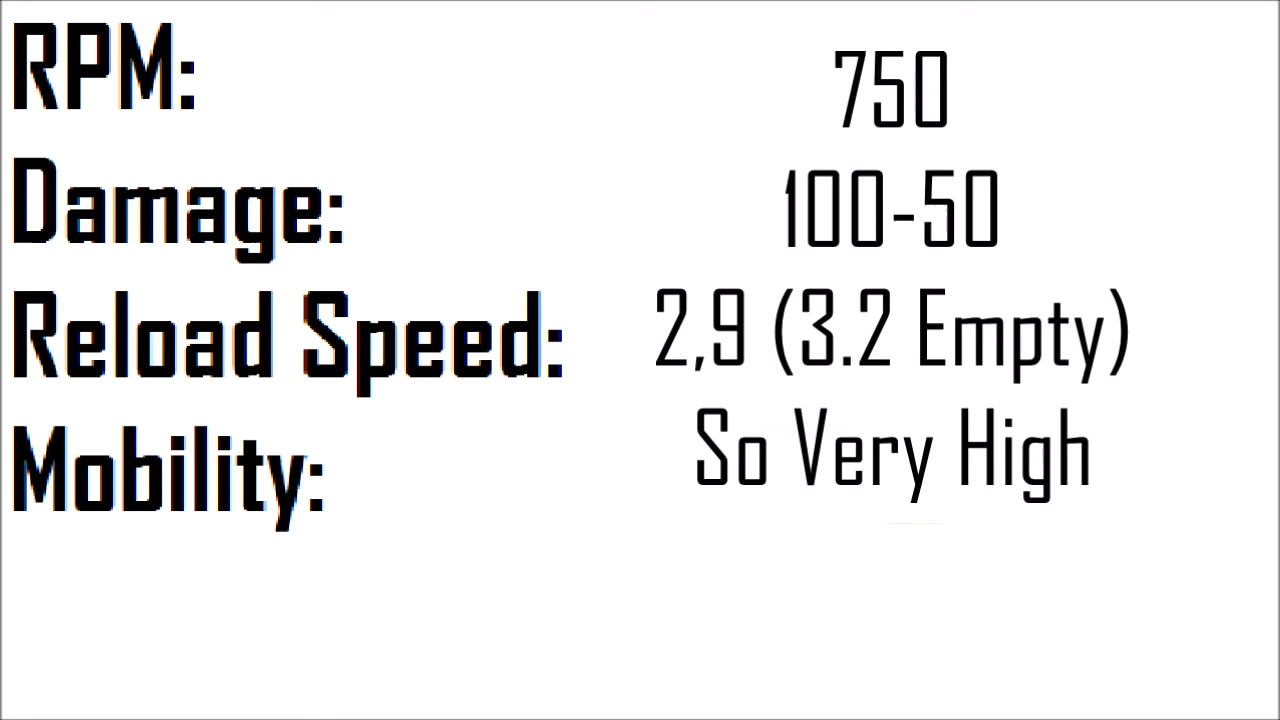 RPM: 750
Damage: 100-50
Reload Speed: 2,9 (3.2 Empty)
Mobility: So Very High